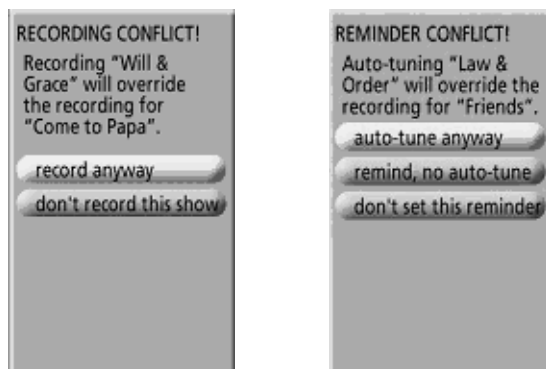 RECORDING CONFLICT!
Recording "Will &
Grace" will override
the recording for
"Come to Papa".
record anyway
don't record this show
REMINDER CONFLICT!
Auto-tuning "Law &
Order" will override the
recording for "Friends".
auto-tune anyway
remind, no auto-tune
don't set this reminder